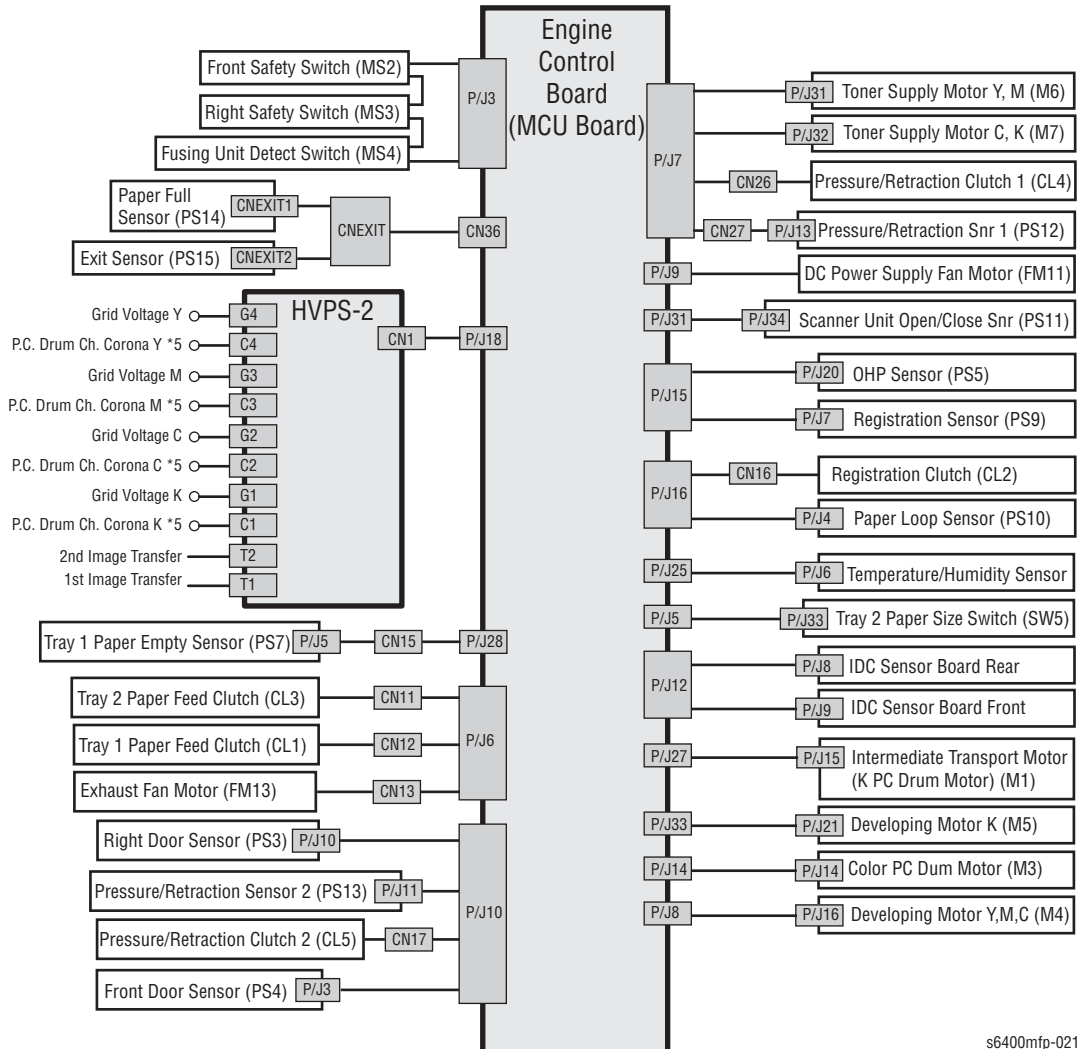 Engine
Control
Board
(MCU Board)
Front Safety Switch (MS2)
Right Safety Switch (MS3)
Fusing Unit Detect Switch (MS4)
P/J3
Paper Full
Sensor (PS14)
CNEXIT1
Exit Sensor (PS15)
CNEXIT2
CNEXIT
CN36
HVPS-2
CN1
P/J18
Grid Voltage Y
G4
P.C. Drum Ch. Corona Y *5
C4
Grid Voltage M
G3
P.C. Drum Ch. Corona M *5
C3
Grid Voltage C
G2
P.C. Drum Ch. Corona C *5
C2
Grid Voltage K
G1
P.C. Drum Ch. Corona K *5
C1
2nd Image Transfer
T2
1st Image Transfer
T1
Tray 1 Paper Empty Sensor (PS7)
P/J5
CN15
P/J28
Tray 2 Paper Feed Clutch (CL3)
CN11
Tray 1 Paper Feed Clutch (CL1)
CN12
P/J6
Exhaust Fan Motor (FM13)
CN13
Right Door Sensor (PS3)
P/J10
Pressure/Retraction Sensor 2 (PS13)
P/J11
P/J10
Pressure/Retraction Clutch 2 (CL5)
CN17
Front Door Sensor (PS4)
P/J3
P/J7
P/J31
Toner Supply Motor Y, M (M6)
P/J32
Toner Supply Motor C, K (M7)
CN26
Pressure/Retraction Clutch 1 (CL4)
CN27
P/J13
Pressure/Retraction Snr 1 (PS12)
P/J9
DC Power Supply Fan Motor (FM11)
P/J31
P/J34
Scanner Unit Open/Close Snr (PS11)
P/J15
P/J20
OHP Sensor (PS5)
P/J7
Registration Sensor (PS9)
P/J16
CN16
Registration Clutch (CL2)
P/J4
Paper Loop Sensor (PS10)
P/J25
P/J6
Temperature/Humidity Sensor
P/J5
P/J33
Tray 2 Paper Size Switch (SW5)
P/J12
P/J8
IDC Sensor Board Rear
P/J9
IDC Sensor Board Front
P/J27
P/J15
Intermediate Transport Motor
(K PC Drum Motor) (M1)
P/J33
P/J21
Developing Motor K (M5)
P/J14
P/J14
Color PC Dum Motor (M3)
P/J8
P/J16
Developing Motor Y,M,C (M4)
s6400mfp-021